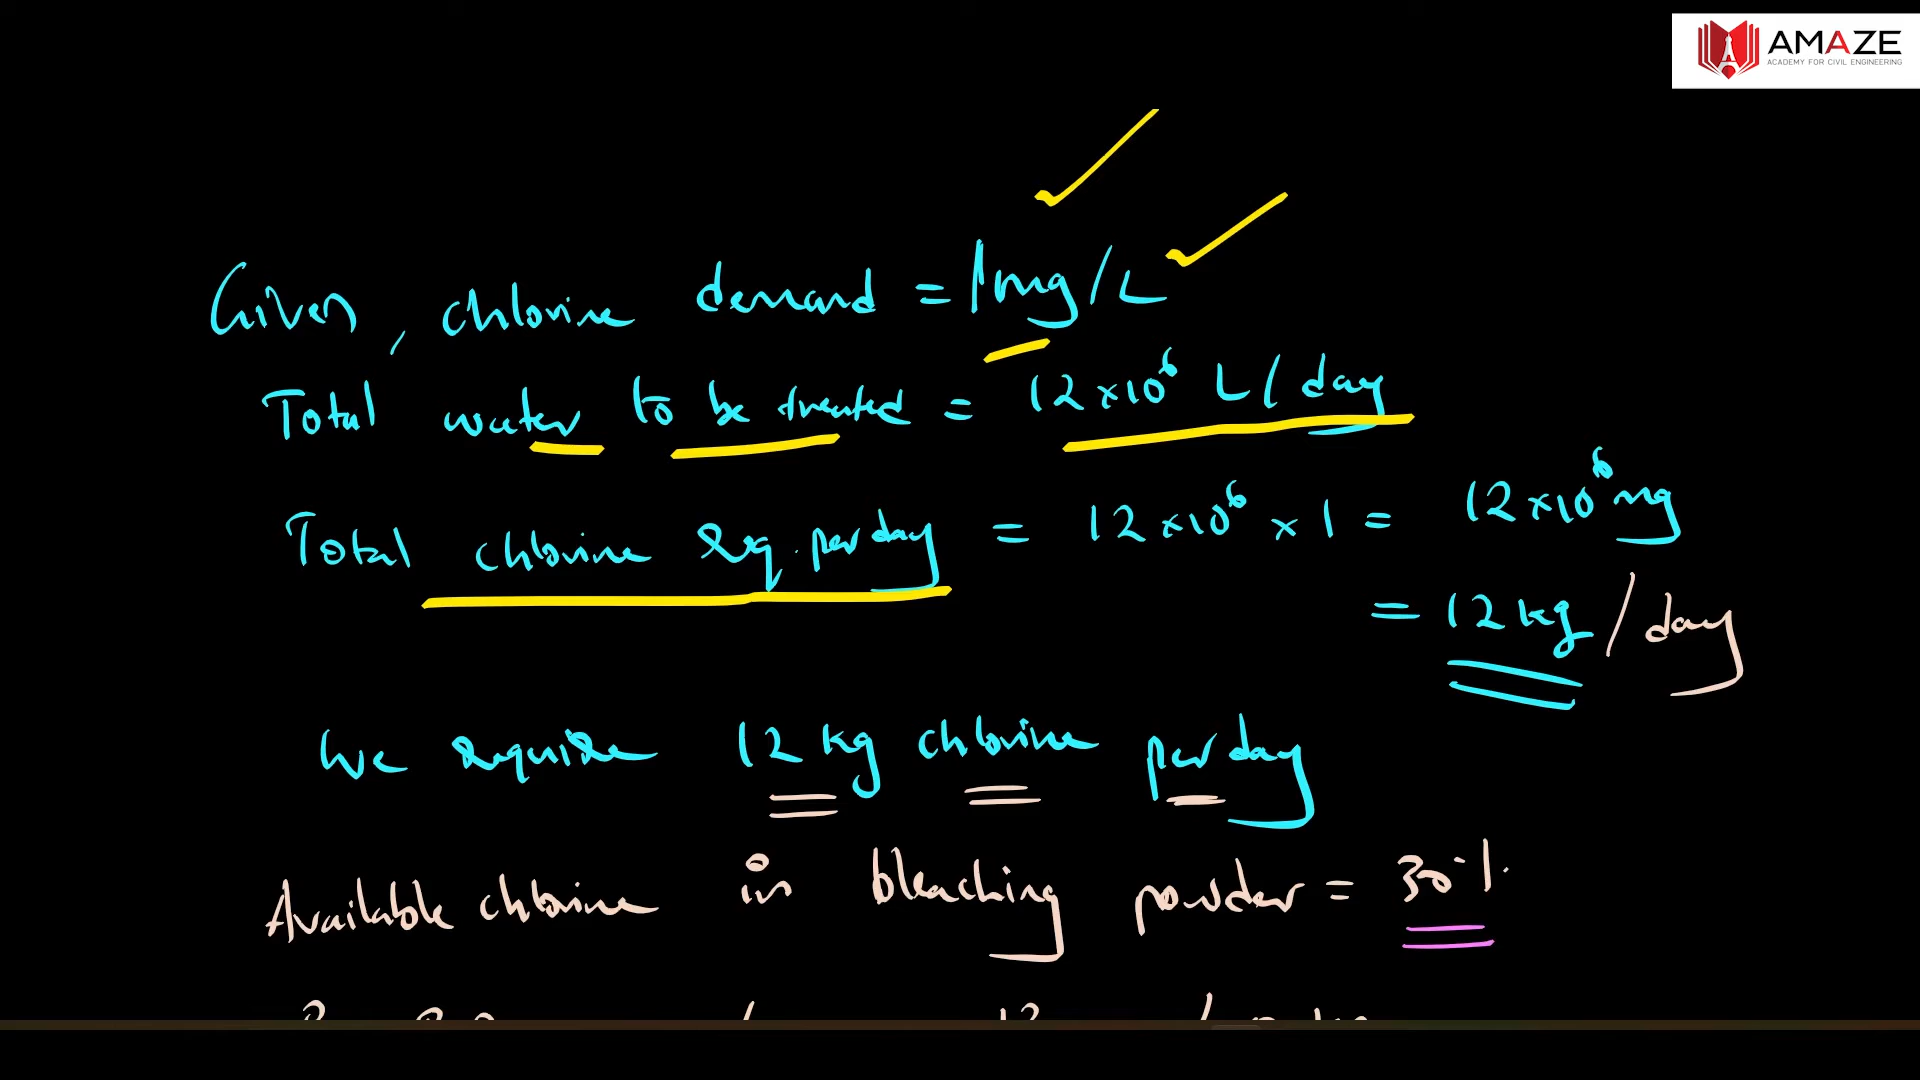 AMAZE
ACADEMY FOR CIVIL ENGINEERING
Given, chlorine demand = 1mg/L
Total water to be treated = 12×10⁶ L/day
Total chlorine req. per day = 12×10⁶ × 1 = 12×10⁶ mg
= 12 kg/day
We require 12 kg chlorine per day
Available chlorine in bleaching powder = 30%